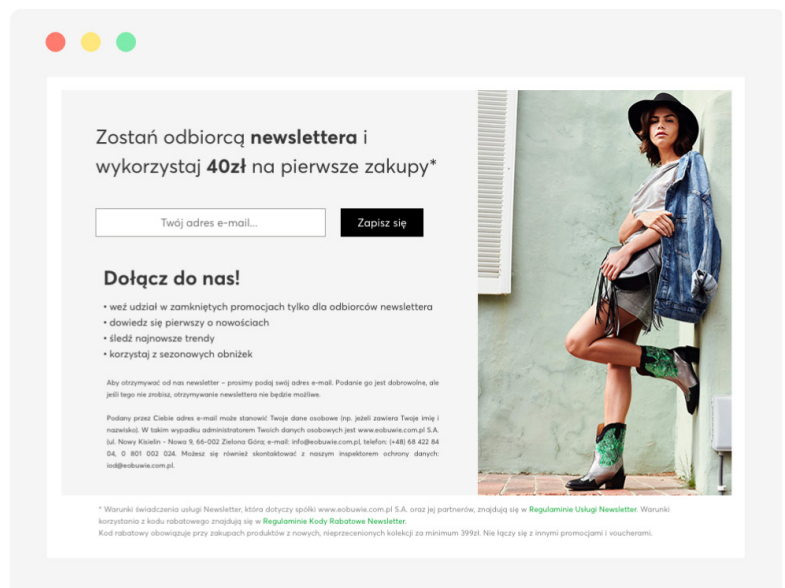 Zostań odbiorcą newslettera i
wykorzystaj 40zł na pierwsze zakupy*
Twój adres e-mail...
Zapisz się
Dołącz do nas!
• weź udział w zamkniętych promocjach tylko dla odbiorców newslettera
• dowiedz się pierwszy o nowościach
• śledź najnowsze trendy
• korzystaj z sezonowych obniżek
Aby otrzymywać od nas newsletter – prosimy podaj swój adres e-mail. Podanie go jest dobrowolne, ale
jeśli tego nie zrobisz, otrzymywanie newslettera nie będzie możliwe.
Podany przez Ciebie adres e-mail może stanowić Twoje dane osobowe (np. jeżeli zawiera Twoje imię i
nazwisko). W takim wypadku administratorem Twoich danych osobowych jest www.eobuwie.com.pl S.A.
(ul. Nowy Kisielin - Nowa 9, 66-002 Zielona Góra; e-mail: info@eobuwie.com.pl, telefon: (+48) 68 422 84
04, 0 801 002 024. Możesz się również skontaktować z naszym inspektorem ochrony danych:
iod@eobuwie.com.pl.
* Warunki świadczenia usługi Newsletter, która dotyczy spółki www.eobuwie.com.pl S.A. oraz jej partnerów, znajdują się w Regulaminie Usługi Newsletter. Warunki
korzystania z kodu rabatowego znajdują się w Regulaminie Kody Rabatowe Newsletter.
Kod rabatowy obowiązuje przy zakupach produktów z nowych, nieprzecenionych kolekcji za minimum 399zł. Nie łączy się z innymi promocjami i voucherami.